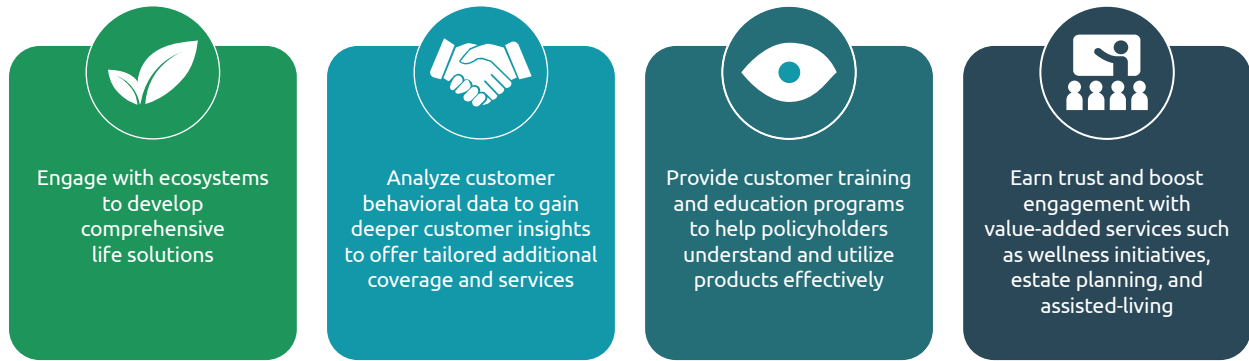 Engage with ecosystems
to develop
comprehensive
life solutions
Analyze customer
behavioral data to gain
deeper customer insights
to offer tailored additional
coverage and services
Provide customer training
and education programs
to help policyholders
understand and utilize
products effectively
Earn trust and boost
engagement with
value-added services such
as wellness initiatives,
estate planning, and
assisted-living